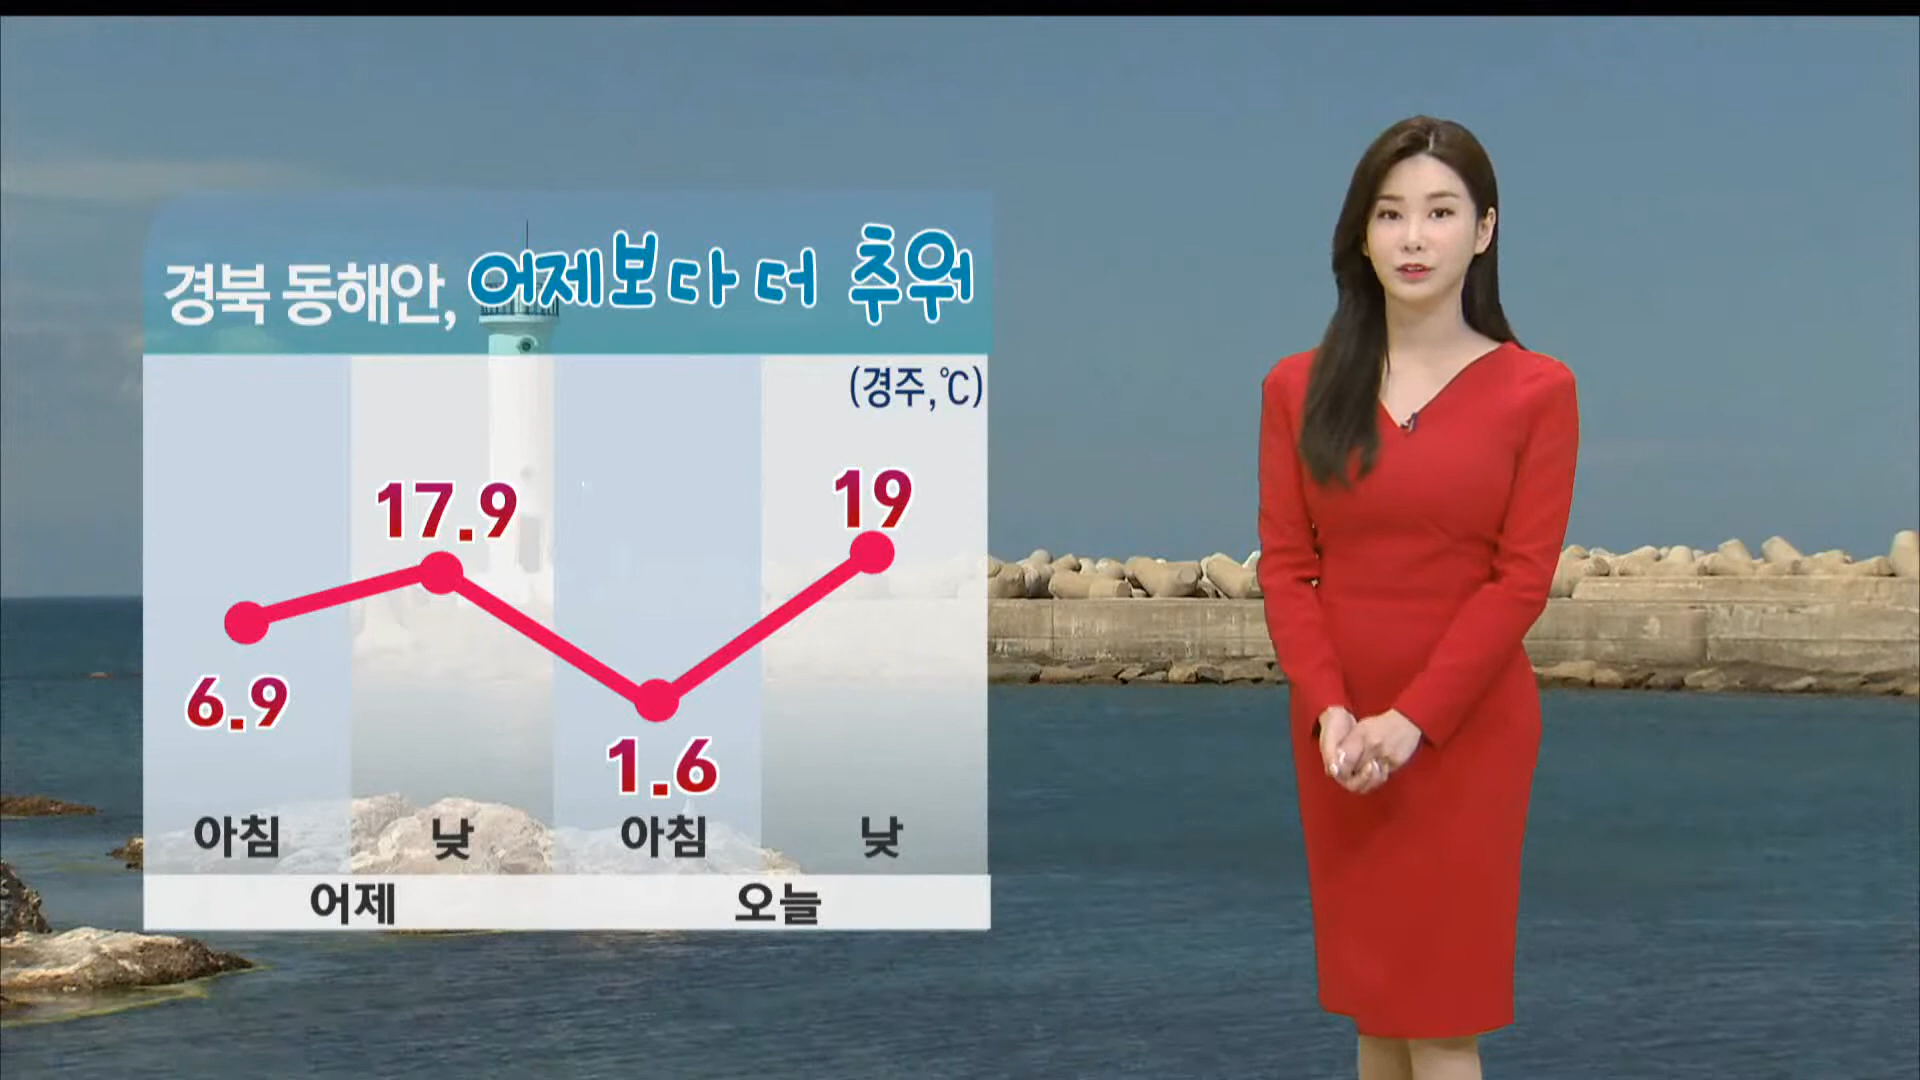 경북 동해안, 어제보다 더 추워
(경주, ℃)
17.9
19
6.9
1.6
아침 낮 아침 낮
어제 오늘